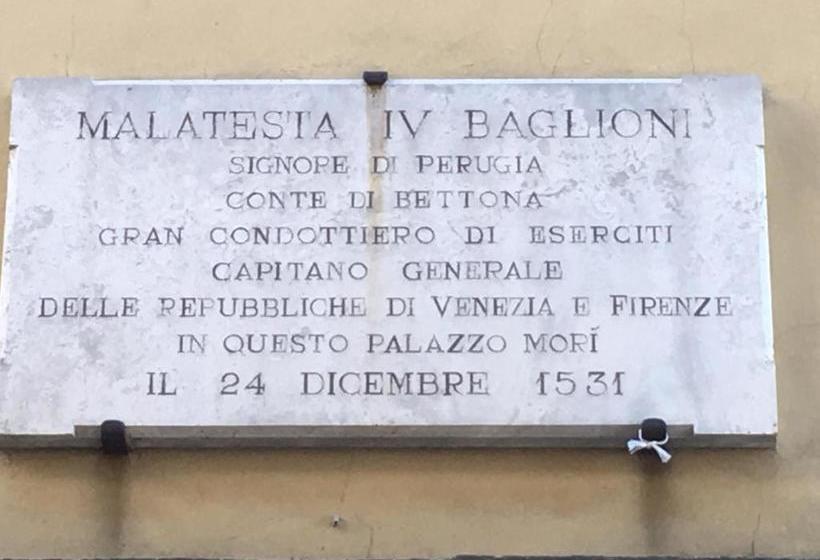 MALATESTA IV BAGLIONI
SIGNORE DI PERUGIA
CONTE DI BETTONA
GRAN CONDOTTIERO DI ESERCITI
CAPITANO GENERALE
DELLE REPUBBLICHE DI VENEZIA E FIRENZE
IN QUESTO PALAZZO MORĬ
IL 24 DICEMBRE 1531